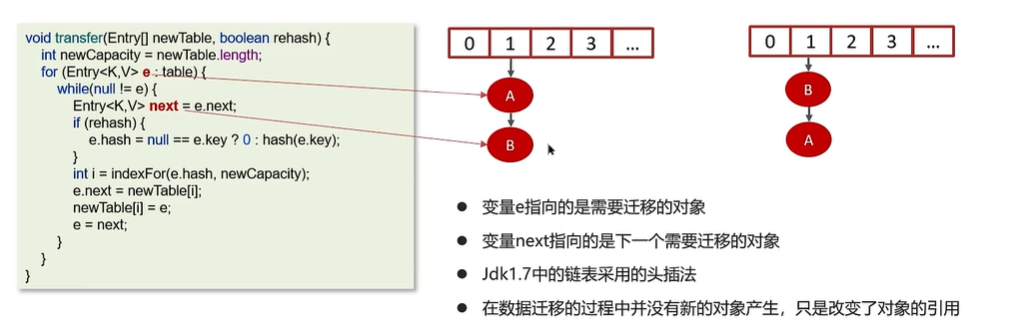 void transfer(Entry[] newTable, boolean rehash) {
int newCapacity = newTable.length;
for (Entry<K,V> e : table) {
while(null != e) {
Entry<K,V> next = e.next;
if (rehash) {
e.hash = null == e.key ? 0 : hash(e.key);
}
int i = indexFor(e.hash, newCapacity);
e.next = newTable[i];
newTable[i] = e;
e = next;
}
}
}
0 1 2 3 ...
A
B
0 1 2 3 ...
B
A
● 变量e指向的是需要迁移的对象
● 变量next指向的是下一个需要迁移的对象
● Jdk1.7中的链表采用的头插法
● 在数据迁移的过程中并没有新的对象产生，只是改变了对象的引用